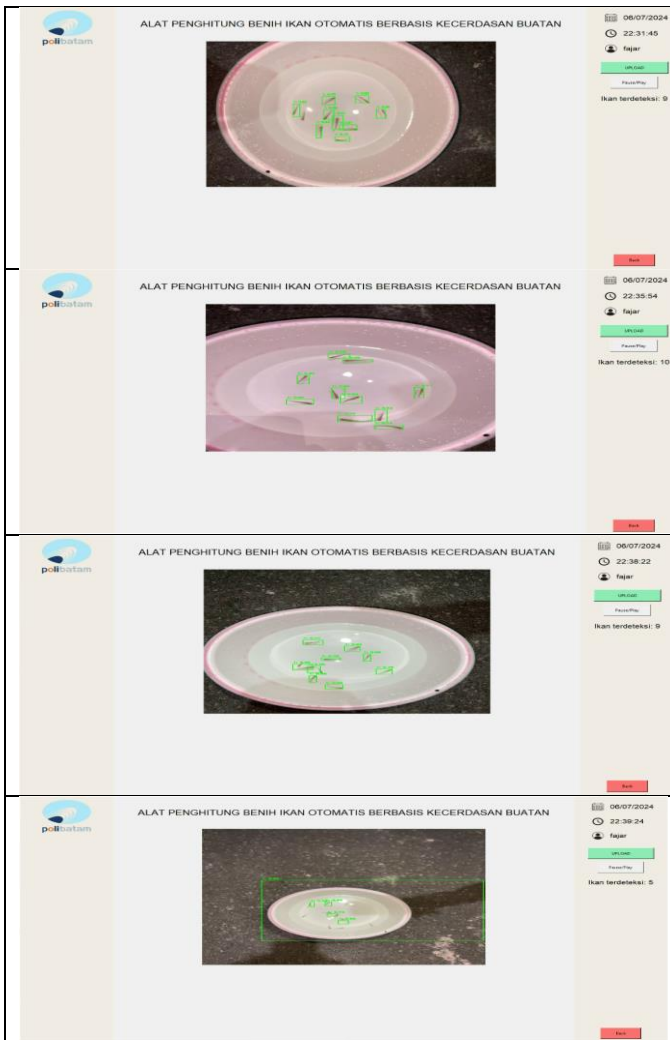 polibatam
ALAT PENGHITUNG BENIH IKAN OTOMATIS BERBASIS KECERDASAN BUATAN
06/07/2024
22:31:45
fajar
UPLOAD
Pause/Play
Ikan terdeteksi: 9
Back
polibatam
ALAT PENGHITUNG BENIH IKAN OTOMATIS BERBASIS KECERDASAN BUATAN
06/07/2024
22:35:54
fajar
UPLOAD
Pause/Play
Ikan terdeteksi: 10
Back
polibatam
ALAT PENGHITUNG BENIH IKAN OTOMATIS BERBASIS KECERDASAN BUATAN
06/07/2024
22:38:22
fajar
UPLOAD
Pause/Play
Ikan terdeteksi: 9
Back
polibatam
ALAT PENGHITUNG BENIH IKAN OTOMATIS BERBASIS KECERDASAN BUATAN
06/07/2024
22:39:24
fajar
UPLOAD
Pause/Play
Ikan terdeteksi: 5
Back